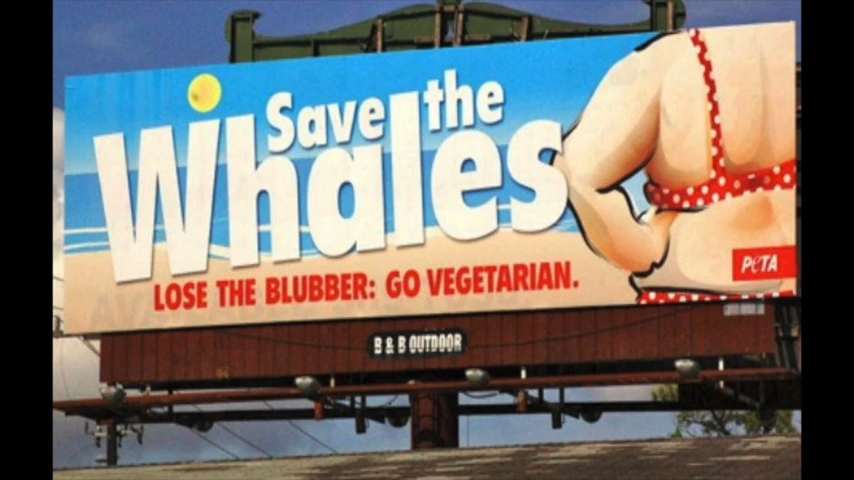 Save the
Whales
LOSE THE BLUBBER: GO VEGETARIAN.
PETA
B & B OUTDOOR